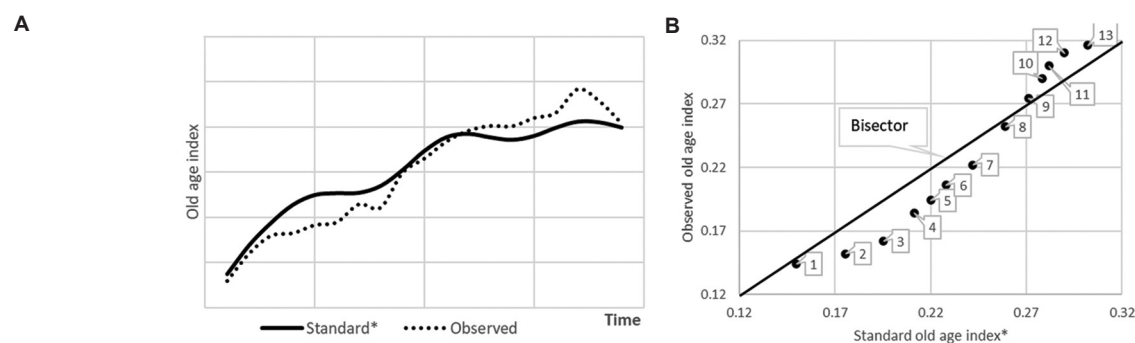 A
Old age index
Time
Standard*
Observed
B
Observed old age index
0.32
0.27
0.22
0.17
0.12
Bisector
1
2
3
4
5
6
7
8
9
10
11
12
13
0.12
0.17
0.22
0.27
0.32
Standard old age index*